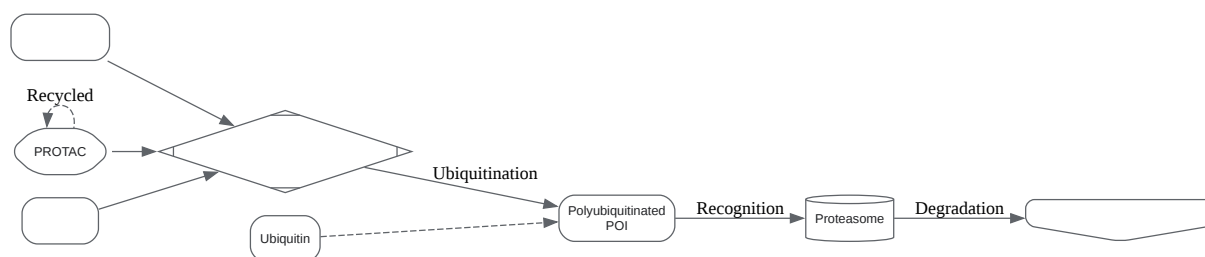 Recycled
PROTAC
Ubiquitination
Ubiquitin
Polyubiquitinated
POI
Recognition
Proteasome
Degradation